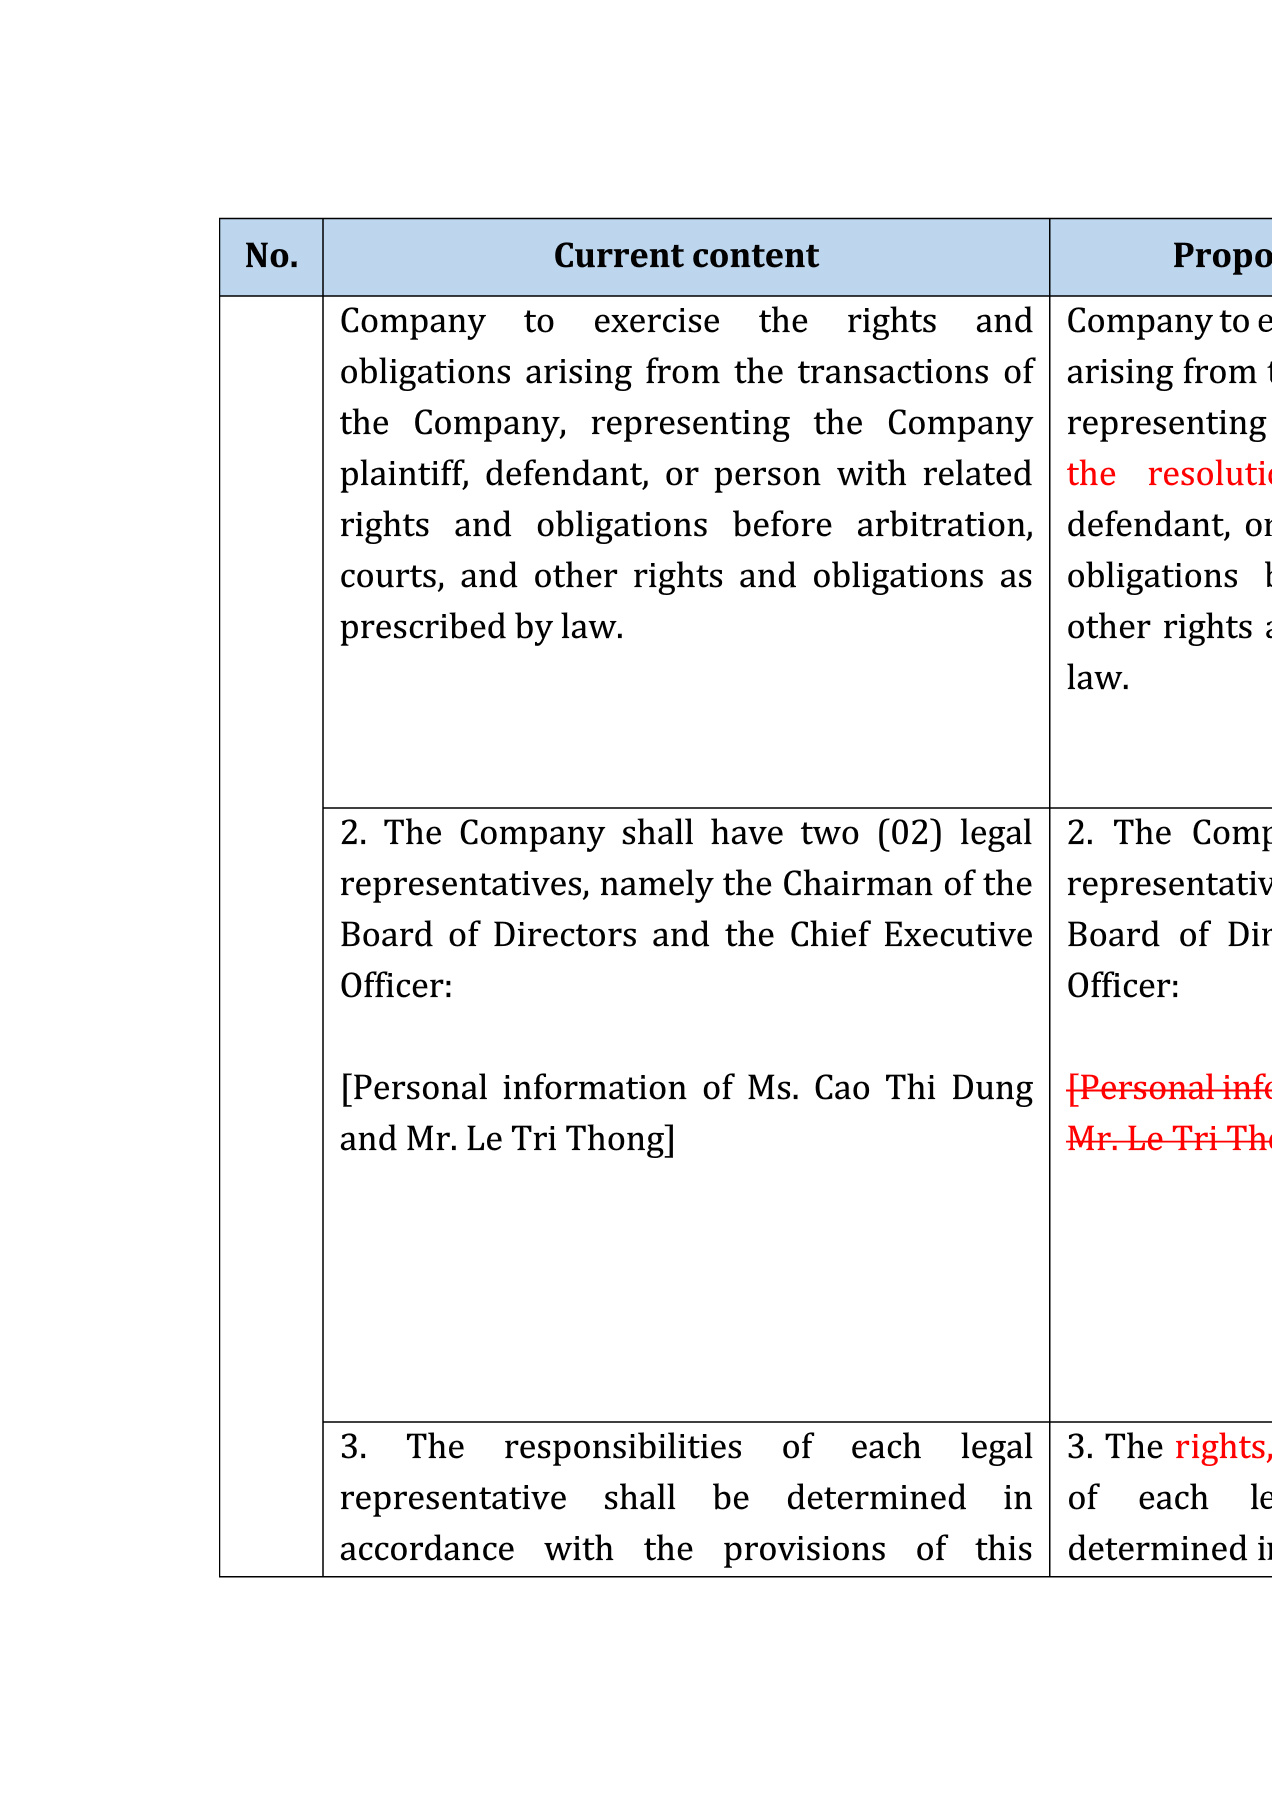 No.
Current content
Company to exercise the rights and
obligations arising from the transactions of
the Company, representing the Company
plaintiff, defendant, or person with related
rights and obligations before arbitration,
courts, and other rights and obligations as
prescribed by law.
2. The Company shall have two (02) legal
representatives, namely the Chairman of the
Board of Directors and the Chief Executive
Officer:
[Personal information of Ms. Cao Thi Dung
and Mr. Le Tri Thong]
3. The responsibilities of each legal
representative shall be determined in
accordance with the provisions of this
Propo
Company to e
arising from t
representing
the resoluti
defendant, or
obligations b
other rights a
law.
2. The Comp
representativ
Board of Dir
Officer:
[Personal info
Mr. Le Tri Tho
3. The rights,
of each le
determined in